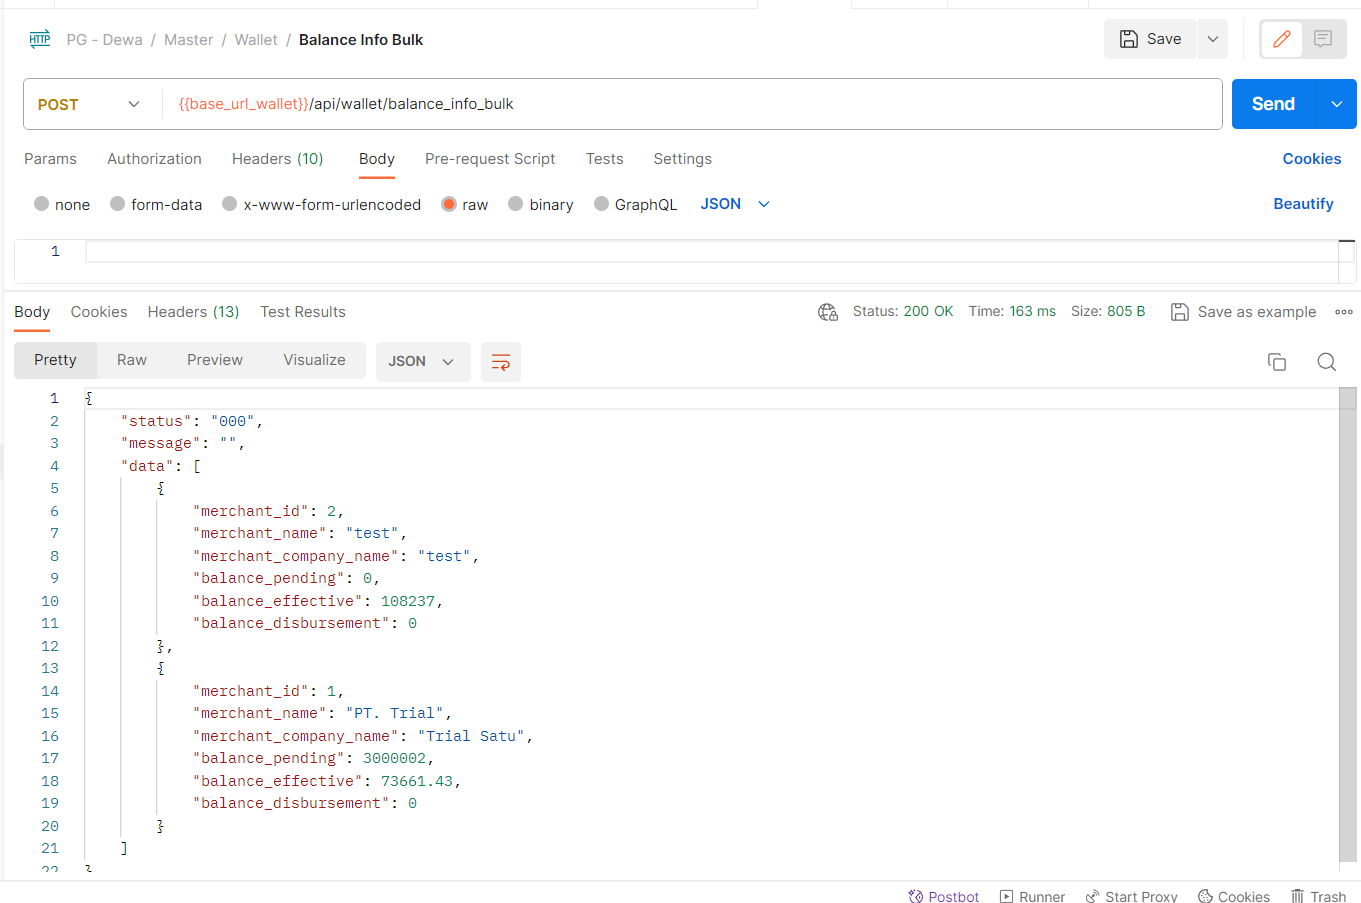 HTTP PG - Dewa / Master / Wallet / Balance Info Bulk Save
POST {{base_url_wallet}}/api/wallet/balance_info_bulk Send
Params Authorization Headers (10) Body Pre-request Script Tests Settings Cookies
none form-data x-www-form-urlencoded raw binary GraphQL JSON Beautify
1
Body Cookies Headers (13) Test Results Status: 200 OK Time: 163 ms Size: 805 B Save as example
Pretty Raw Preview Visualize JSON
1 {
2 "status": "000",
3 "message": "",
4 "data": [
5 {
6 "merchant_id": 2,
7 "merchant_name": "test",
8 "merchant_company_name": "test",
9 "balance_pending": 0,
10 "balance_effective": 108237,
11 "balance_disbursement": 0
12 },
13 {
14 "merchant_id": 1,
15 "merchant_name": "PT. Trial",
16 "merchant_company_name": "Trial Satu",
17 "balance_pending": 3000002,
18 "balance_effective": 73661.43,
19 "balance_disbursement": 0
20 }
21 ]
22 }
Postbot Runner Start Proxy Cookies Trash